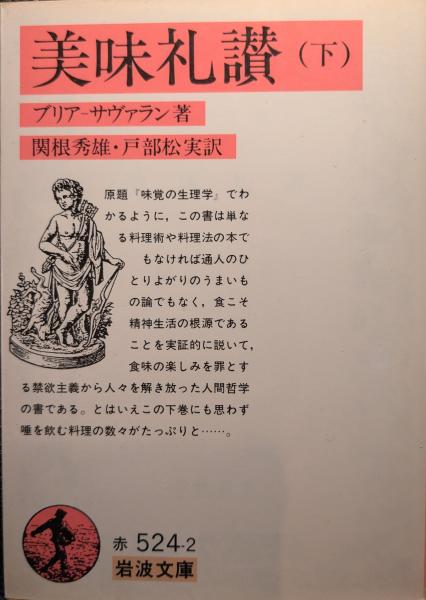 美味礼讃（下）
ブリア-サヴァラン著
関根秀雄・戸部松実訳
原題『味覚の生理学』でわ
かるように，この書は単な
る料理術や料理法の本で
もなければ通人のひ
とりよがりのうまいも
の論でもなく，食こそ
精神生活の根源である
ことを実証的に説いて，
食味の楽しみを罪とす
る禁欲主義から人々を解き放った人間哲学
の書である。とはいえこの下巻にも思わず
唾を飲む料理の数々がたっぷりと……。
赤 524-2
岩波文庫